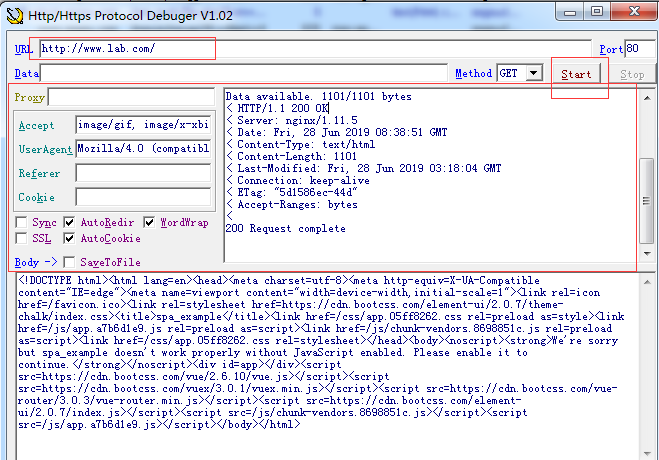 Http/Https Protocol Debuger V1.02
URL http://www.lab.com/ Port 80
Data Method GET Start Stop
Proxy
Accept image/gif, image/x-xbi
UserAgent Mozilla/4.0 (compatibl
Referer
Cookie
Sync AutoRedir WordWrap
SSL AutoCookie
Body -> SaveToFile
Data available. 1101/1101 bytes
< HTTP/1.1 200 OK
< Server: nginx/1.11.5
< Date: Fri, 28 Jun 2019 08:38:51 GMT
< Content-Type: text/html
< Content-Length: 1101
< Last-Modified: Fri, 28 Jun 2019 03:18:04 GMT
< Connection: keep-alive
< ETag: "5d1586ec-44d"
< Accept-Ranges: bytes
<
200 Request complete
<!DOCTYPE html><html lang=en><head><meta charset=utf-8><meta http-equiv=X-UA-Compatible
content="IE=edge"><meta name=viewport content="width=device-width,initial-scale=1"><link rel=icon
href=/favicon.ico><link rel=stylesheet href=https://cdn.bootcss.com/element-ui/2.0.7/theme-
chalk/index.css><title>spa_example</title><link href=/css/app.05ff8262.css rel=preload as=style><link
href=/js/app.a7b6d1e9.js rel=preload as=script><link href=/js/chunk-vendors.8698851c.js rel=preload
as=script><link href=/css/app.05ff8262.css rel=stylesheet></head><body><noscript><strong>We're sorry
but spa_example doesn't work properly without JavaScript enabled. Please enable it to
continue.</strong></noscript><div id=app></div><script
src=https://cdn.bootcss.com/vue/2.6.10/vue.js></script><script
src=https://cdn.bootcss.com/vuex/3.0.1/vuex.min.js></script><script src=https://cdn.bootcss.com/vue-
router/3.0.3/vue-router.min.js></script><script src=https://cdn.bootcss.com/element-
ui/2.0.7/index.js></script><script src=/js/chunk-vendors.8698851c.js></script><script
src=/js/app.a7b6d1e9.js></script></body></html>